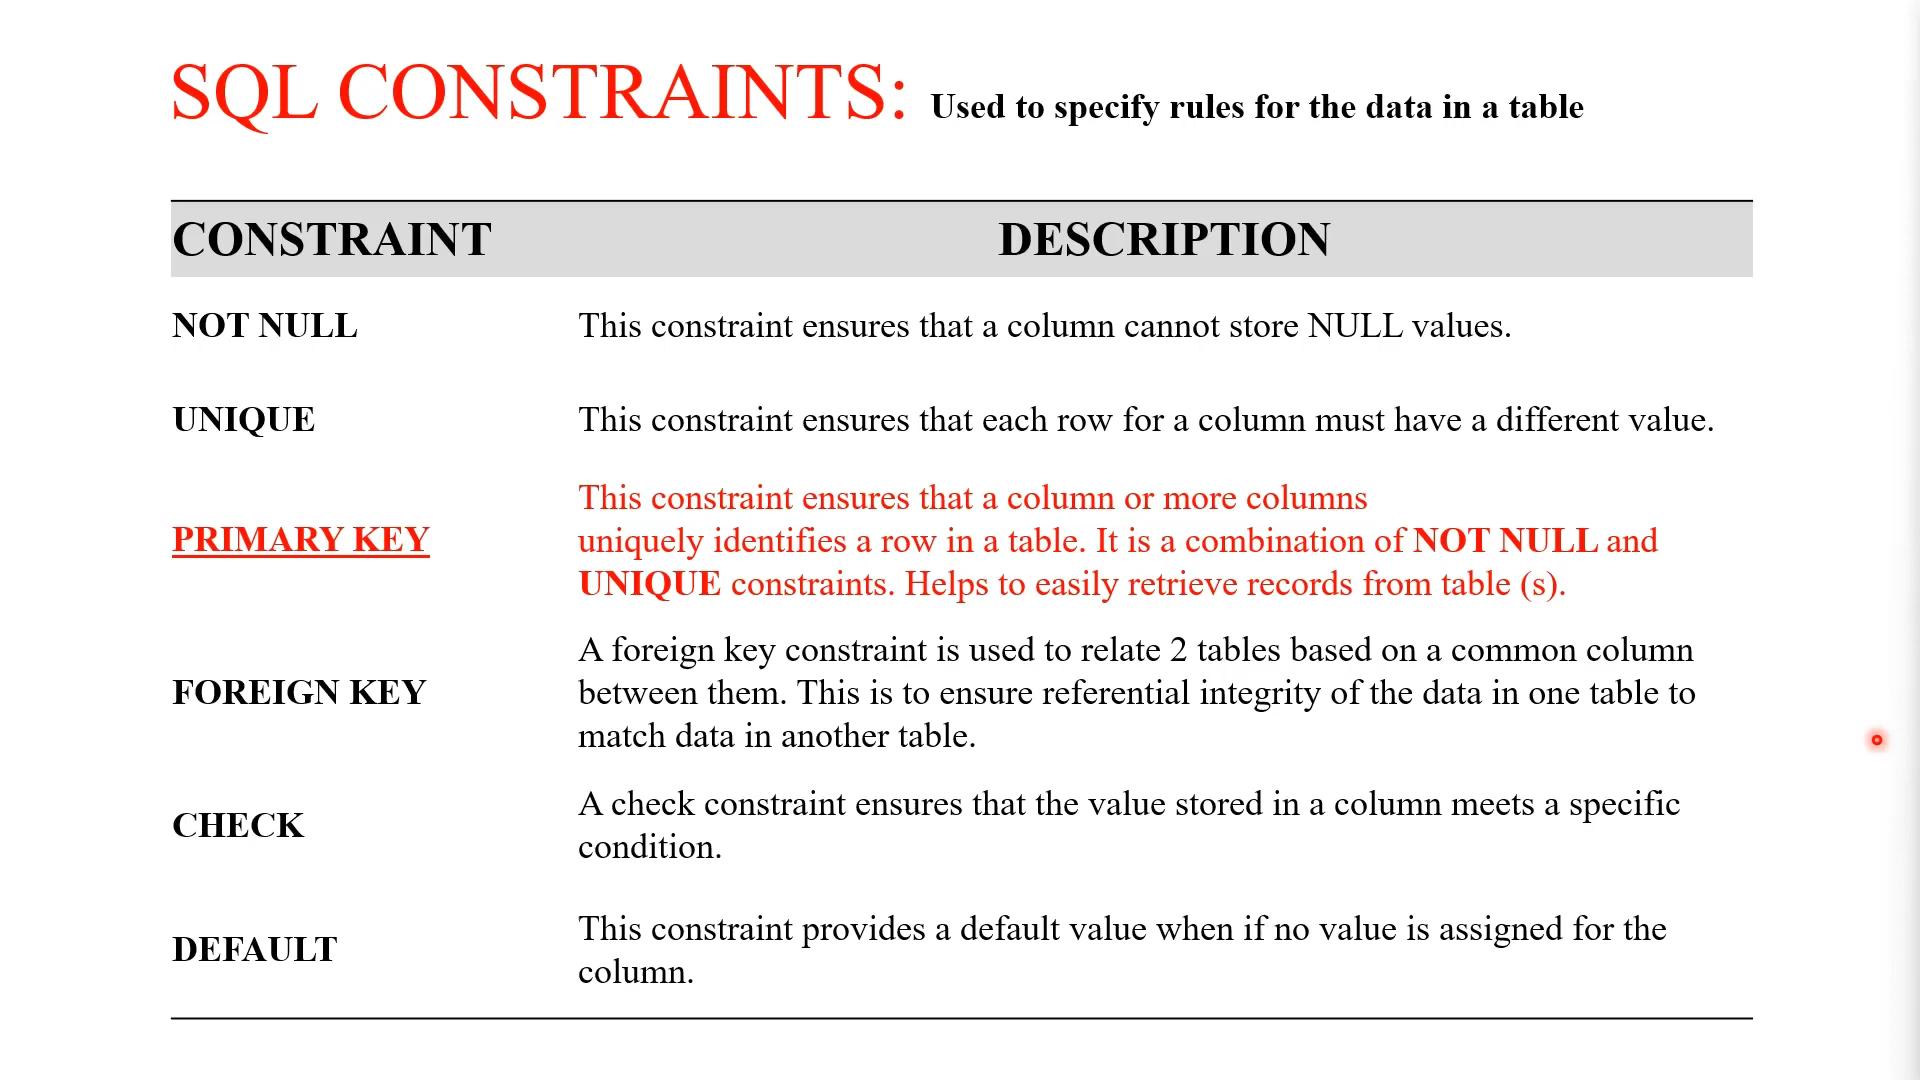 SQL CONSTRAINTS: Used to specify rules for the data in a table
CONSTRAINT DESCRIPTION
NOT NULL This constraint ensures that a column cannot store NULL values.
UNIQUE This constraint ensures that each row for a column must have a different value.
PRIMARY KEY
This constraint ensures that a column or more columns
uniquely identifies a row in a table. It is a combination of NOT NULL and
UNIQUE constraints. Helps to easily retrieve records from table (s).
FOREIGN KEY
A foreign key constraint is used to relate 2 tables based on a common column
between them. This is to ensure referential integrity of the data in one table to
match data in another table.
CHECK
A check constraint ensures that the value stored in a column meets a specific
condition.
DEFAULT
This constraint provides a default value when if no value is assigned for the
column.